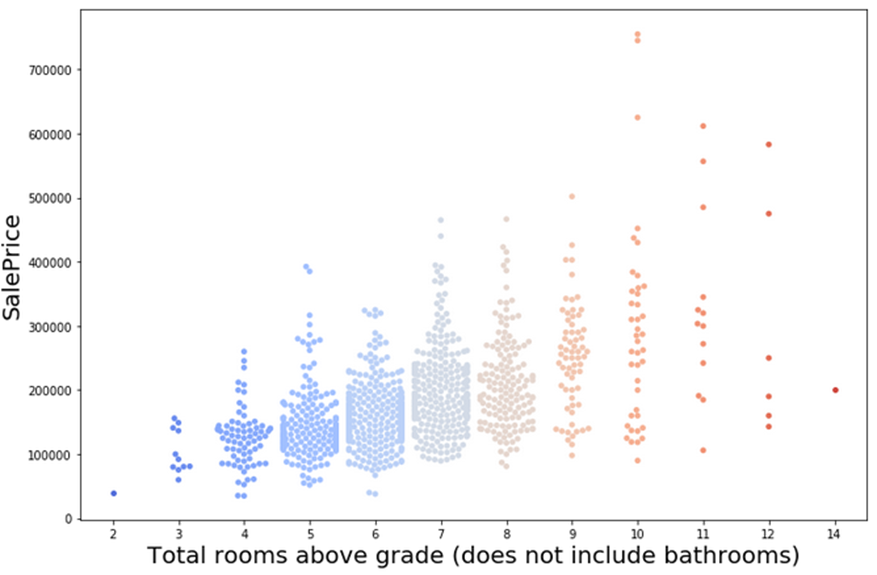 SalePrice
700000
600000
500000
400000
300000
200000
100000
0
2 3 4 5 6 7 8 9 10 11 12 14
Total rooms above grade (does not include bathrooms)